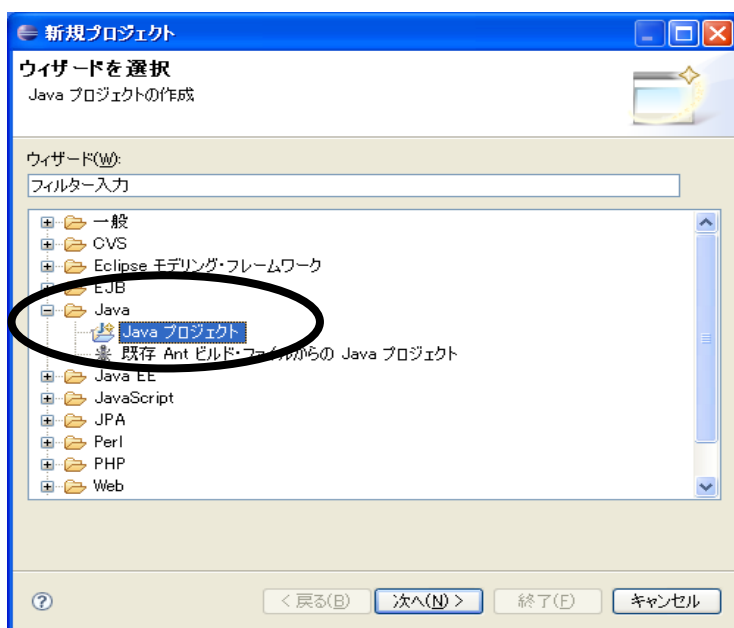 新規プロジェクト
ウィザードを選択
Java プロジェクトの作成
ウィザード(W):
フィルター入力
一般
CVS
Eclipse モデリング・フレームワーク
EJB
Java
Java プロジェクト
既存 Ant ビルド・ファイルからの Java プロジェクト
Java EE
JavaScript
JPA
Perl
PHP
Web
< 戻る(B) 次へ(N) > 終了(F) キャンセル